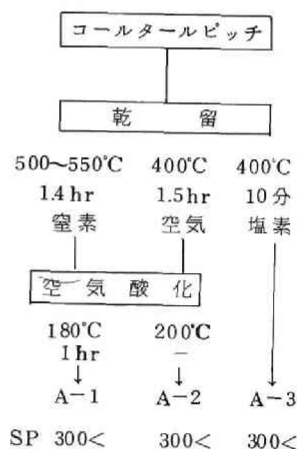 コールタールピッチ
乾留
500～550℃ 400℃ 400℃
1.4hr 1.5hr 10分
窒素 空気 塩素
空気酸化
180℃ 200℃
1hr −
A−1 A−2 A−3
SP 300< 300< 300<